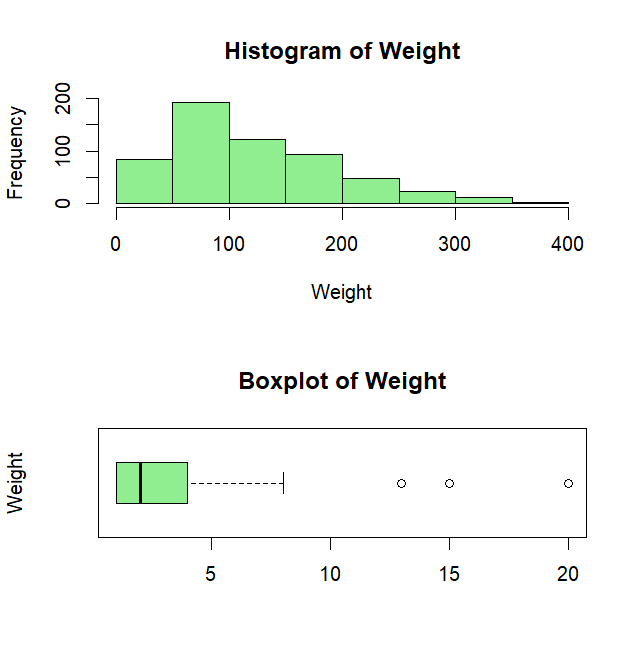 Histogram of Weight
Frequency
0 100 200
0 100 200 300 400
Weight
Boxplot of Weight
Weight
5 10 15 20